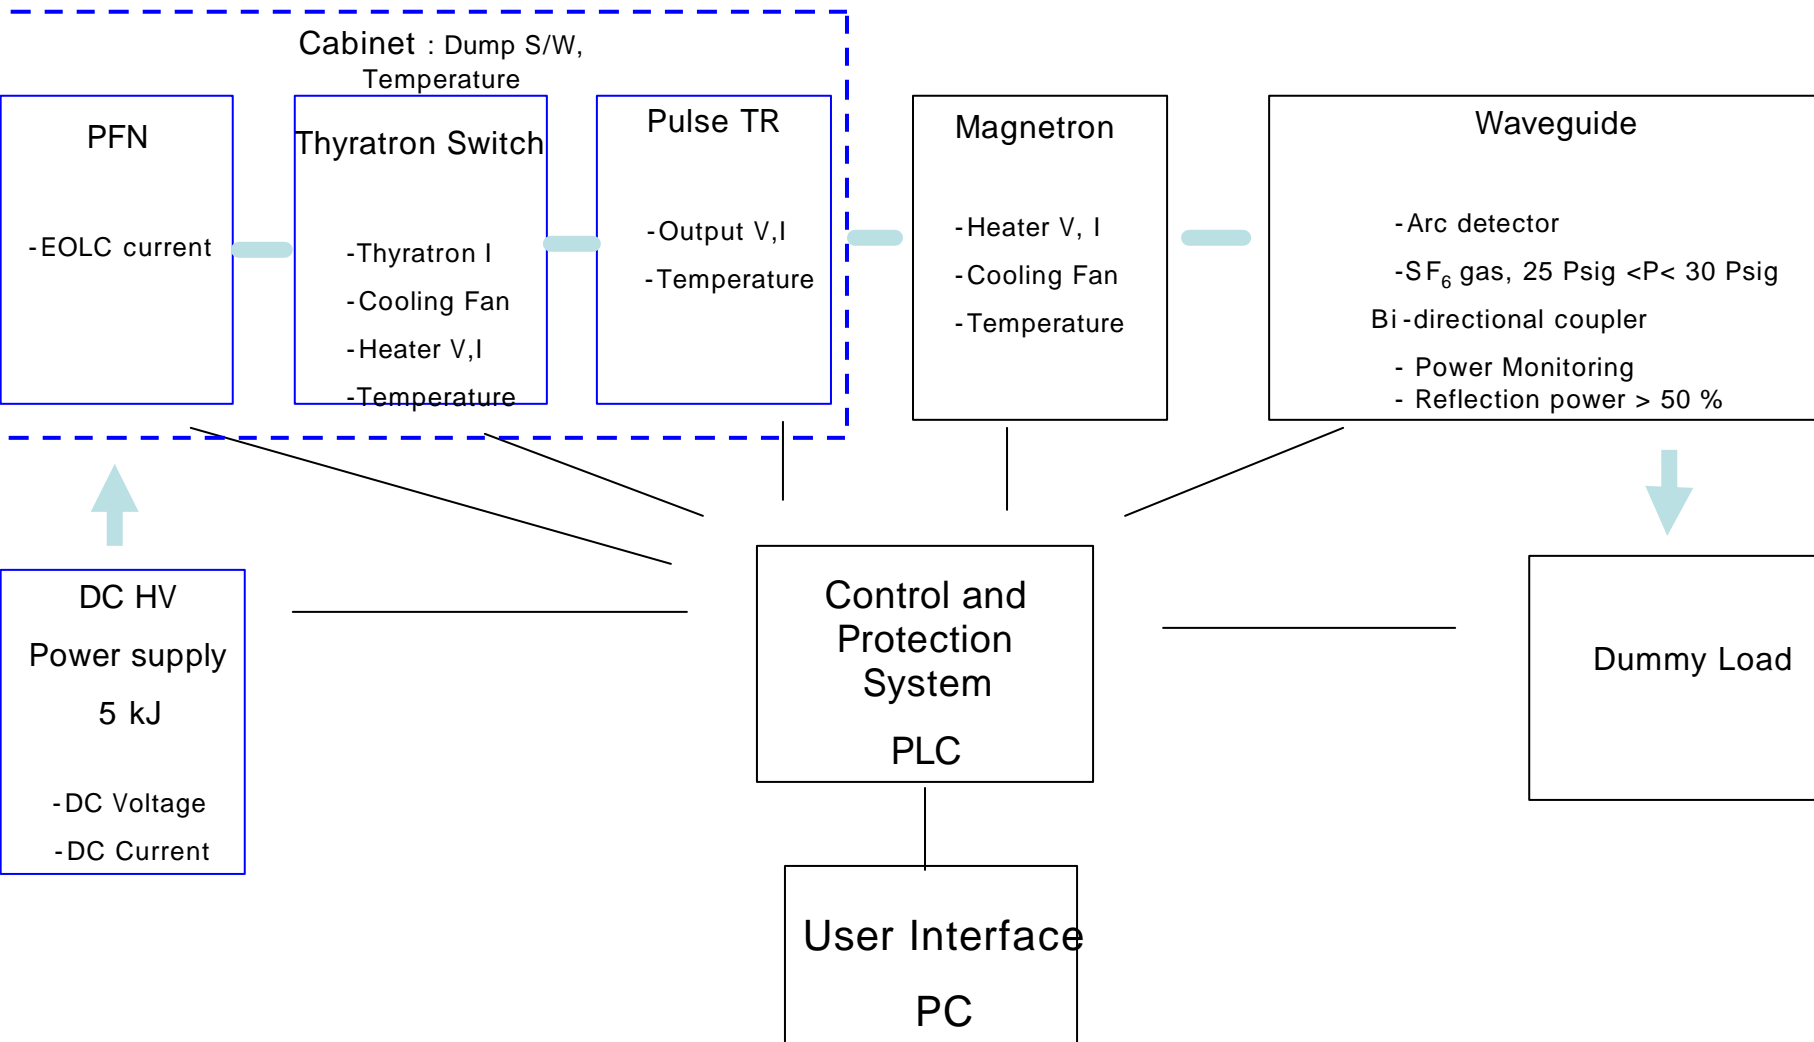 Cabinet : Dump S/W,
Temperature
PFN
-EOLC current
Thyratron Switch
-Thyratron I
-Cooling Fan
-Heater V,I
-Temperature
Pulse TR
-Output V,I
-Temperature
Magnetron
-Heater V, I
-Cooling Fan
-Temperature
Waveguide
-Arc detector
-SF₆ gas, 25 Psig <P< 30 Psig
Bi-directional coupler
- Power Monitoring
- Reflection power > 50 %
DC HV
Power supply
5 kJ
-DC Voltage
-DC Current
Control and
Protection
System
PLC
Dummy Load
User Interface
PC